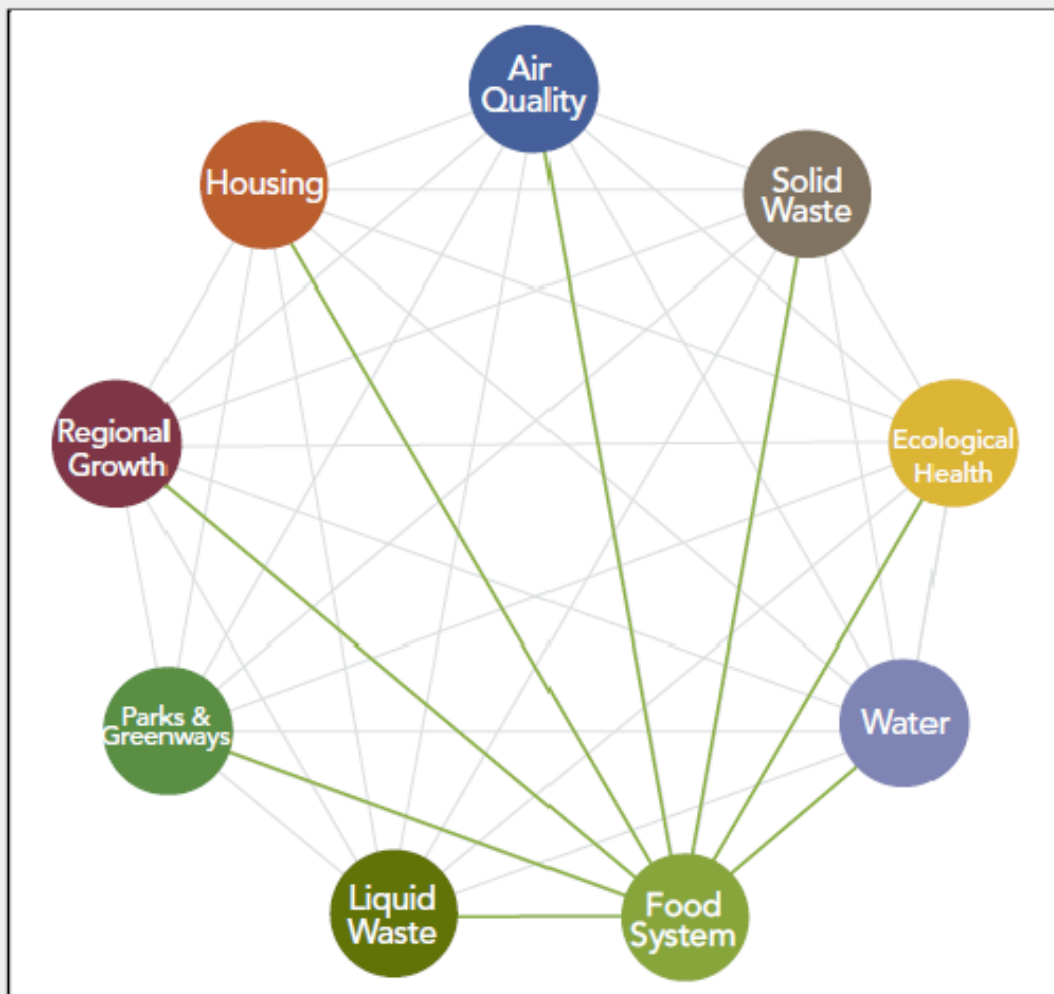 Air
Quality
Housing
Solid
Waste
Regional
Growth
Ecological
Health
Parks &
Greenways
Water
Liquid
Waste
Food
System